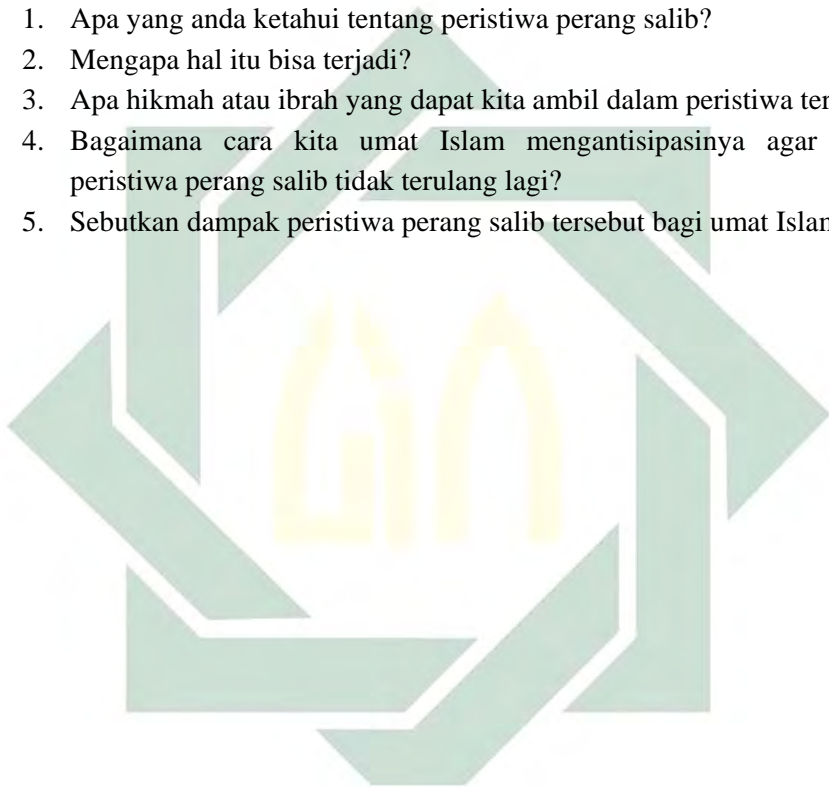 1. Apa yang anda ketahui tentang peristiwa perang salib?
2. Mengapa hal itu bisa terjadi?
3. Apa hikmah atau ibrah yang dapat kita ambil dalam peristiwa
4. Bagaimana cara kita umat Islam mengantisipasinya agar
peristiwa perang salib tidak terulang lagi?
5. Sebutkan dampak peristiwa perang salib tersebut bagi umat